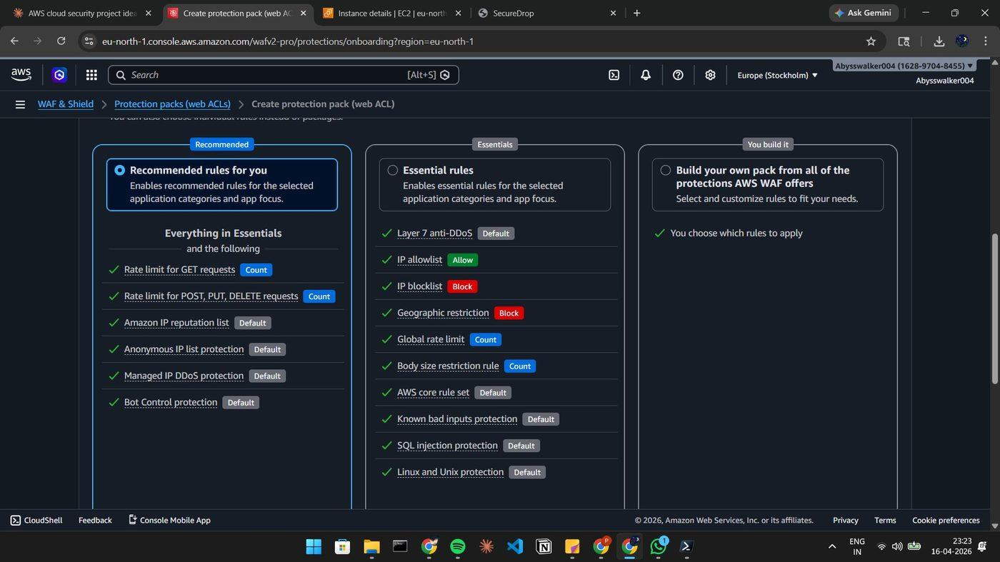 AWS cloud security project idea
Create protection pack (web AC
Instance details | EC2 | eu-north
SecureDrop
Ask Gemini
eu-north-1.console.aws.amazon.com/wafv2-pro/protections/onboarding?region=eu-north-1
aws
Search
[Alt+S]
Europe (Stockholm)
Abysswalker004 (1628-9704-8455)
Abysswalker004
WAF & Shield
Protection packs (web ACLs)
Create protection pack (web ACL)
You can also choose individual rules instead of packages.
Recommended
Recommended rules for you
Enables recommended rules for the selected
application categories and app focus.
Everything in Essentials
and the following
Rate limit for GET requests Count
Rate limit for POST, PUT, DELETE requests Count
Amazon IP reputation list Default
Anonymous IP list protection Default
Managed IP DDoS protection Default
Bot Control protection Default
Essentials
Essential rules
Enables essential rules for the selected
application categories and app focus.
Layer 7 anti-DDoS Default
IP allowlist Allow
IP blocklist Block
Geographic restriction Block
Global rate limit Count
Body size restriction rule Count
AWS core rule set Default
Known bad inputs protection Default
SQL injection protection Default
Linux and Unix protection Default
You build it
Build your own pack from all of the
protections AWS WAF offers
Select and customize rules to fit your needs.
You choose which rules to apply
CloudShell
Feedback
Console Mobile App
© 2026, Amazon Web Services, Inc. or its affiliates.
Privacy
Terms
Cookie preferences
P
1
ENG
IN
23:23
16-04-2026